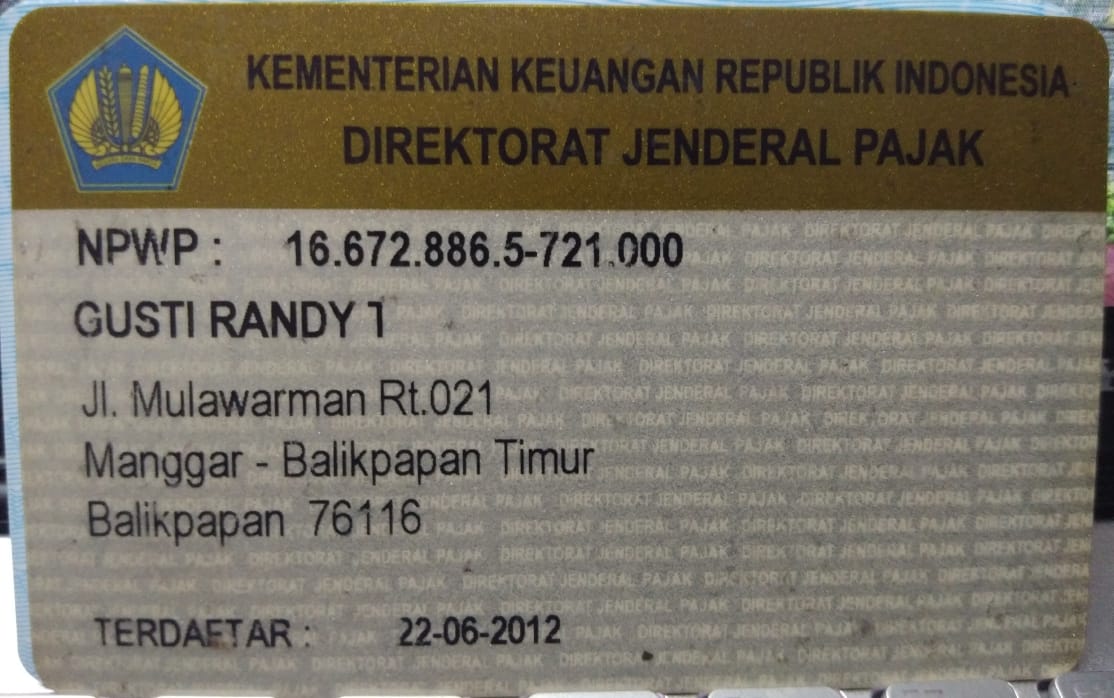 KEMENTERIAN KEUANGAN REPUBLIK INDONESIA
DIREKTORAT JENDERAL PAJAK
NPWP : 16.672.886.5-721.000
GUSTI RANDY 1
Jl. Mulawarman Rt.021
Manggar - Balikpapan Timur
Balikpapan 76116
TERDAFTAR : 22-06-2012